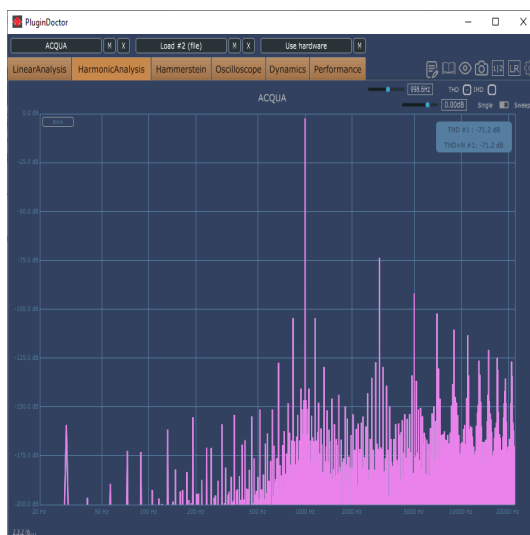 PluginDoctor
ACQUA M X Load #2 (file) M X Use hardware M
LinearAnalysis HarmonicAnalysis Hammerstein Oscilloscope Dynamics Performance
1|2 LR
998.6Hz THD IMD
0.00dB Single Sweep
ACQUA
THD #1 : -71.2 dB
THD+N #1: -71.2 dB
0.0 dB
-25.0 dB
-50.0 dB
-75.0 dB
-100.0 dB
-125.0 dB
-150.0 dB
-175.0 dB
-200.0 dB
20 Hz 50 Hz 100 Hz 200 Hz 500 Hz 1000 Hz 2000 Hz 5000 Hz 10000 Hz 20000 Hz